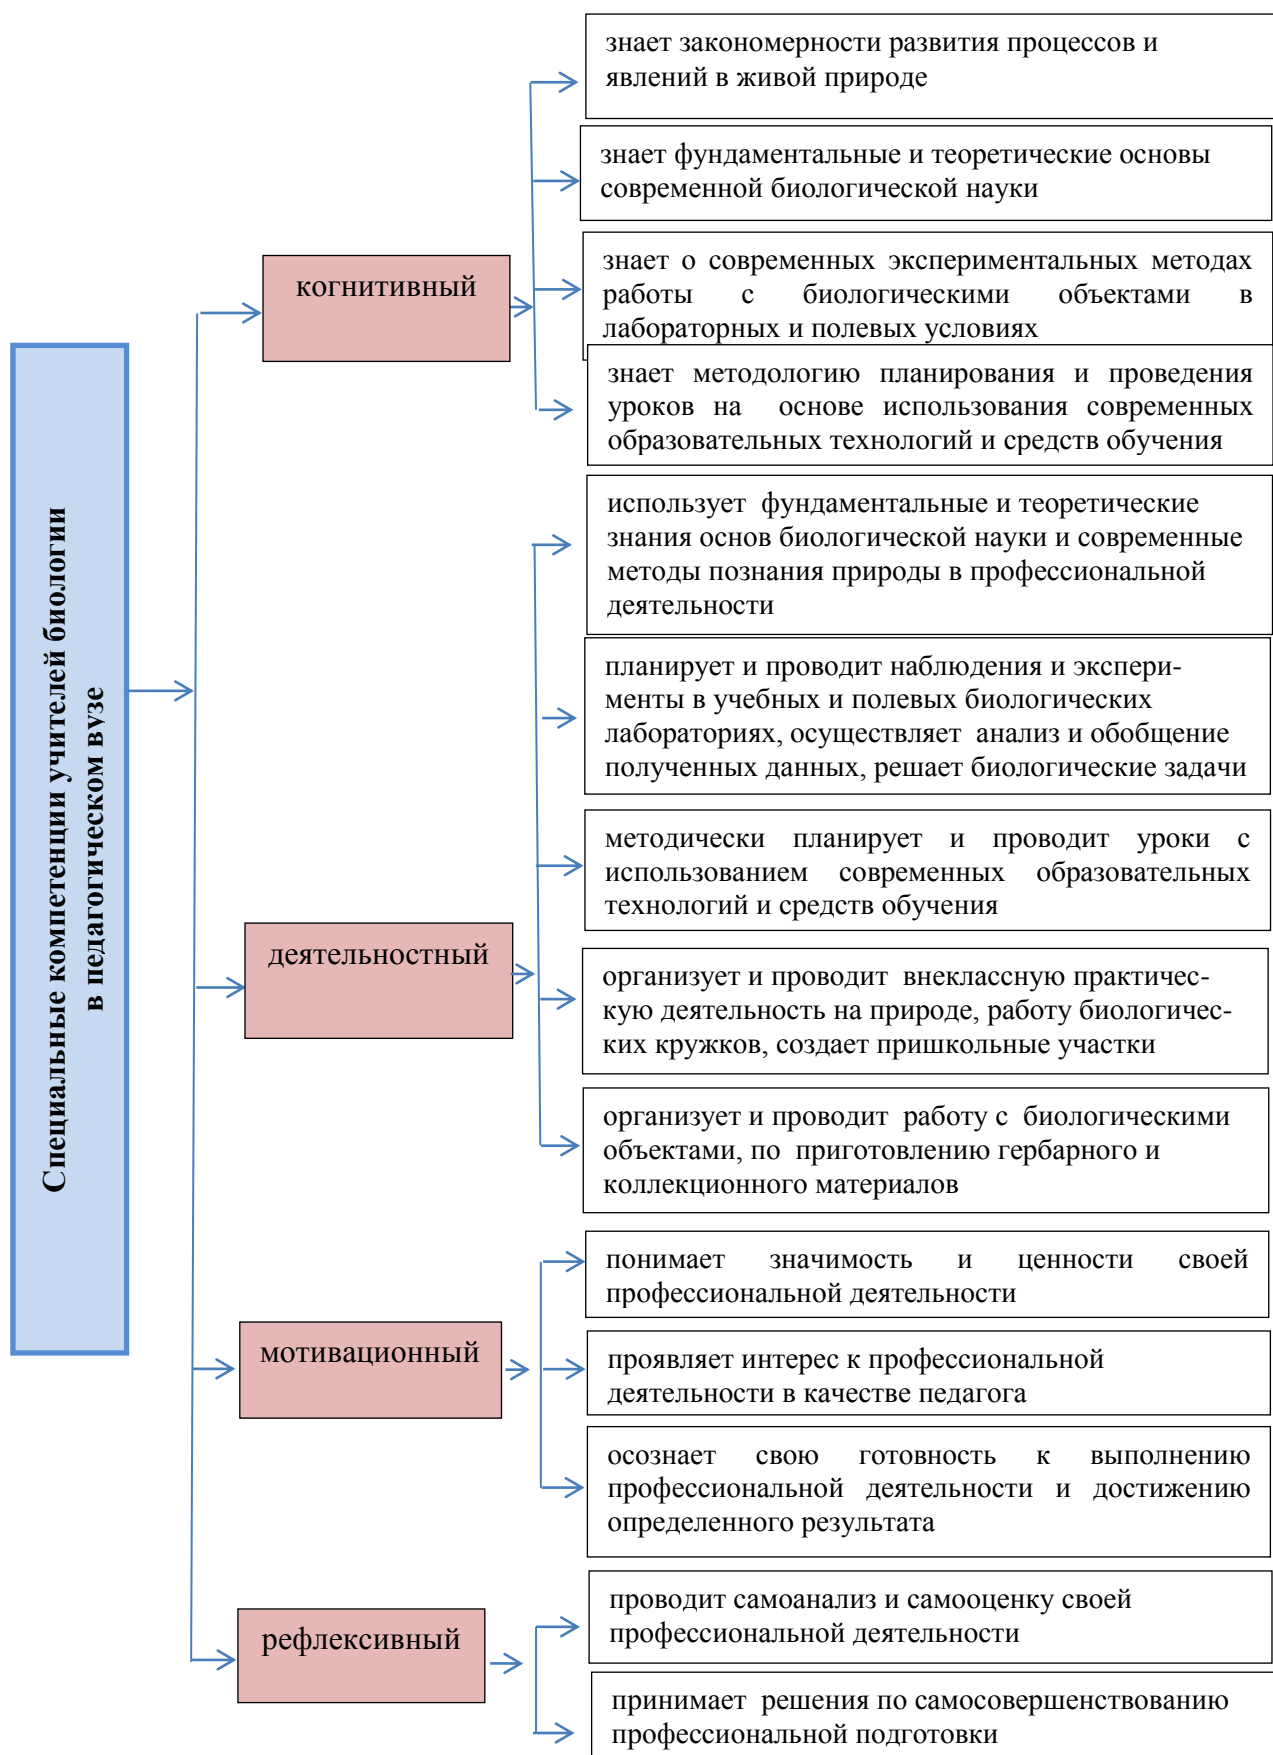 Специальные компетенции учителей биологии
в педагогическом вузе
когнитивный
знает закономерности развития процессов и
явлений в живой природе
знает фундаментальные и теоретические основы
современной биологической науки
знает о современных экспериментальных методах
работы с биологическими объектами в
лабораторных и полевых условиях
знает методологию планирования и проведения
уроков на основе использования современных
образовательных технологий и средств обучения
деятельностный
использует фундаментальные и теоретические
знания основ биологической науки и современные
методы познания природы в профессиональной
деятельности
планирует и проводит наблюдения и экспери-
менты в учебных и полевых биологических
лабораториях, осуществляет анализ и обобщение
полученных данных, решает биологические задачи
методически планирует и проводит уроки с
использованием современных образовательных
технологий и средств обучения
организует и проводит внеклассную практичес-
кую деятельность на природе, работу биологичес-
ких кружков, создает пришкольные участки
организует и проводит работу с биологическими
объектами, по приготовлению гербарного и
коллекционного материалов
мотивационный
понимает значимость и ценности своей
профессиональной деятельности
проявляет интерес к профессиональной
деятельности в качестве педагога
осознает свою готовность к выполнению
профессиональной деятельности и достижению
определенного результата
рефлексивный
проводит самоанализ и самооценку своей
профессиональной деятельности
принимает решения по самосовершенствованию
профессиональной подготовки